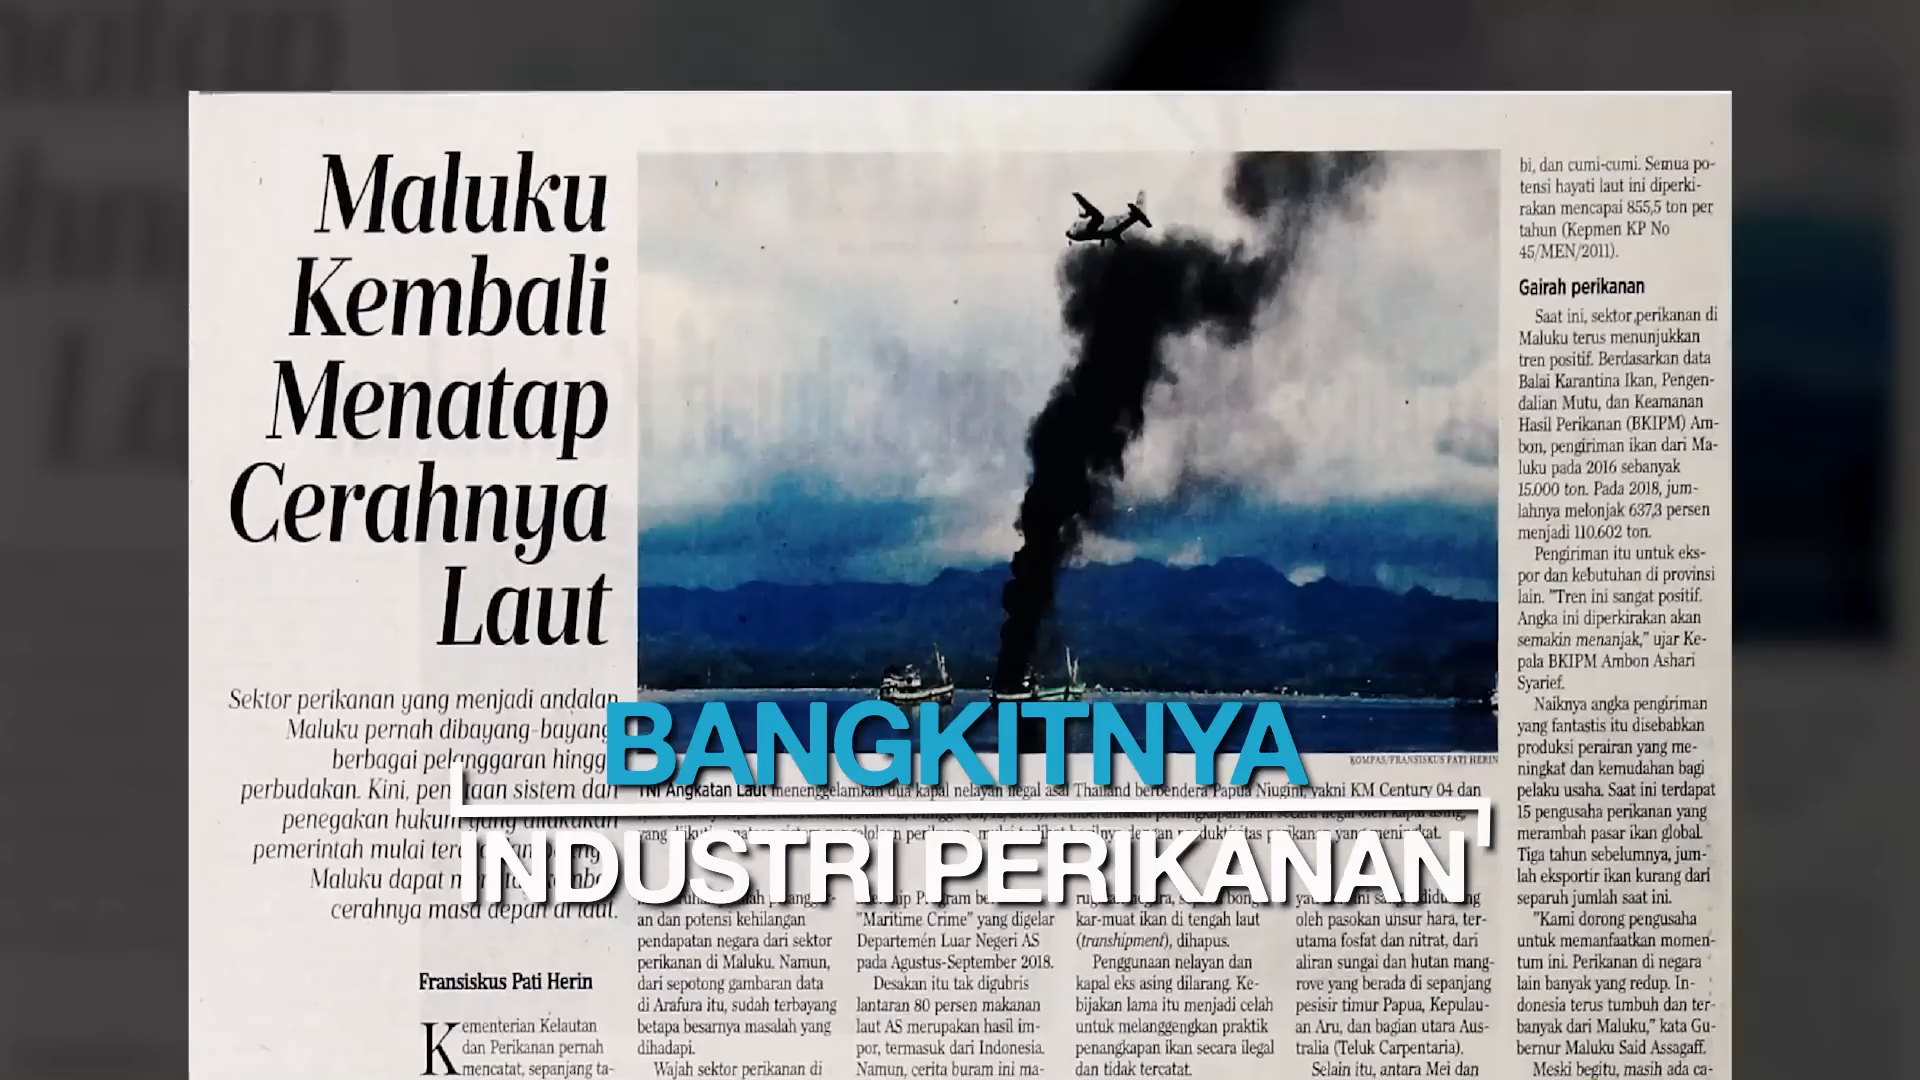 Maluku
Kembali
Menatap
Cerahnya
Laut
Sektor perikanan yang menjadi andalan
Maluku pernah dibayang-bayang
berbagai pelanggaran hingga
perbudakan. Kini, penataan sistem dan
penegakan hukum yang dilakukan
pemerintah mulai
Maluku dapat
cerahnya masa depan di laut.
Fransiskus Pati Herin
Kementerian Kelautan
dan Perikanan pernah
mencatat, sepanjang ta-
KOMPAS/FRANSISKUS PATI HERIN
TNI Angkatan Laut menenggelamkan dua kapal nelayan ilegal asal Thailand berbendera Papua Niugini, yakni KM Century 04 dan
BANGKITNYA
INDUSTRI PERIKANAN
an dan potensi kehilangan
pendapatan negara dari sektor
perikanan di Maluku. Namun,
dari sepotong gambaran data
di Arafura itu, sudah terbayang
betapa besarnya masalah yang
dihadapi.
Wajah sektor perikanan di
"Maritime Crime" yang digelar
Departemen Luar Negeri AS
pada Agustus-September 2018.
Desakan itu tak digubris
lantaran 80 persen makanan
laut AS merupakan hasil im-
por, termasuk dari Indonesia.
Namun, cerita buram ini ma-
kar-muat ikan di tengah laut
(transhipment), dihapus.
Penggunaan nelayan dan
kapal eks asing dilarang. Ke-
bijakan lama itu menjadi celah
untuk melanggengkan praktik
penangkapan ikan secara ilegal
dan tidak tercatat.
oleh pasokan unsur hara, ter-
utama fosfat dan nitrat, dari
aliran sungai dan hutan mang-
rove yang berada di sepanjang
pesisir timur Papua, Kepulau-
an Aru, dan bagian utara Aus-
tralia (Teluk Carpentaria).
Selain itu, antara Mei dan
bi, dan cumi-cumi. Semua po-
tensi hayati laut ini diperki-
rakan mencapai 855,5 ton per
tahun (Kepmen KP No
45/MEN/2011).
Gairah perikanan
Saat ini, sektor perikanan di
Maluku terus menunjukkan
tren positif. Berdasarkan data
Balai Karantina Ikan, Pengen-
dalian Mutu, dan Keamanan
Hasil Perikanan (BKIPM) Am-
bon, pengiriman ikan dari Ma-
luku pada 2016 sebanyak
15.000 ton. Pada 2018, jum-
lahnya melonjak 637,3 persen
menjadi 110.602 ton.
Pengiriman itu untuk eks-
por dan kebutuhan di provinsi
lain. "Tren ini sangat positif.
Angka ini diperkirakan akan
semakin menanjak," ujar Ke-
pala BKIPM Ambon Ashari
Syarief.
Naiknya angka pengiriman
yang fantastis itu disebabkan
produksi perairan yang me-
ningkat dan kemudahan bagi
pelaku usaha. Saat ini terdapat
15 pengusaha perikanan yang
merambah pasar ikan global.
Tiga tahun sebelumnya, jum-
lah eksportir ikan kurang dari
separuh jumlah saat ini.
"Kami dorong pengusaha
untuk memanfaatkan momen-
tum ini. Perikanan di negara
lain banyak yang redup. In-
donesia terus tumbuh dan ter-
banyak dari Maluku," kata Gu-
bernur Maluku Said Assagaff.
Meski begitu, masih ada ca-